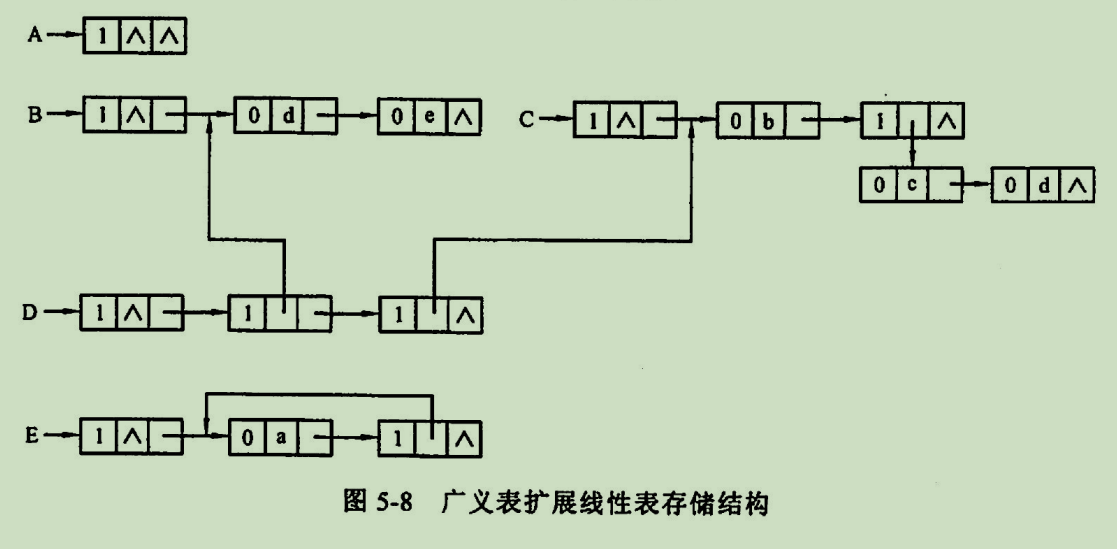 A 1 ∧ ∧
B 1 ∧ 0 d 0 e ∧ C 1 ∧ 0 b 1 ∧
0 c 0 d ∧
D 1 ∧ 1 1 ∧
E 1 ∧ 0 a 1 ∧
图 5-8 广义表扩展线性表存储结构